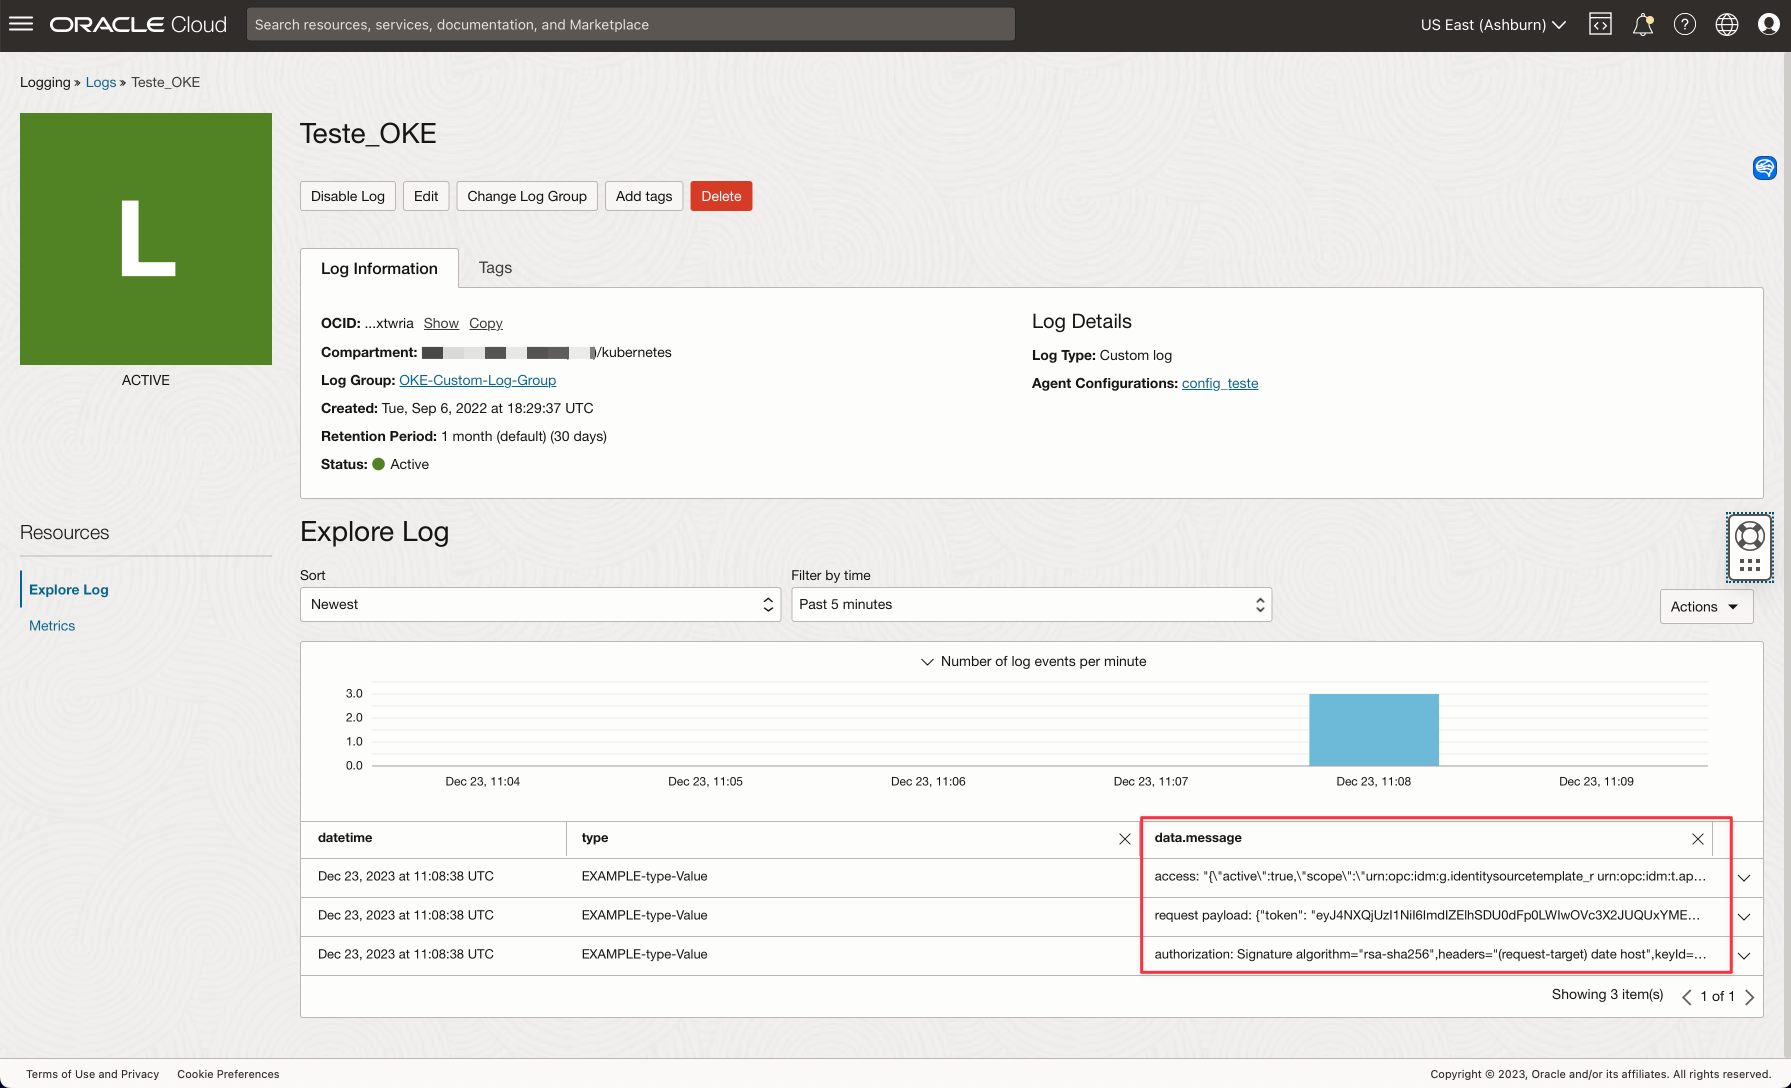 ORACLE Cloud
Search resources, services, documentation, and Marketplace
US East (Ashburn)
Logging » Logs » Teste_OKE
L
ACTIVE
Teste_OKE
Disable Log
Edit
Change Log Group
Add tags
Delete
Log Information
Tags
OCID: ...xtwria Show Copy
Compartment: )/kubernetes
Log Group: OKE-Custom-Log-Group
Created: Tue, Sep 6, 2022 at 18:29:37 UTC
Retention Period: 1 month (default) (30 days)
Status: Active
Log Details
Log Type: Custom log
Agent Configurations: config_teste
Resources
Explore Log
Metrics
Explore Log
Sort
Newest
Filter by time
Past 5 minutes
Actions
Number of log events per minute
3.0
2.0
1.0
0.0
Dec 23, 11:04 Dec 23, 11:05 Dec 23, 11:06 Dec 23, 11:07 Dec 23, 11:08 Dec 23, 11:09
datetime type data.message
Dec 23, 2023 at 11:08:38 UTC EXAMPLE-type-Value access: "{\"active\":true,\"scope\":\"urn:opc:idm:g.identitysourcetemplate_r urn:opc:idm:t.ap...
Dec 23, 2023 at 11:08:38 UTC EXAMPLE-type-Value request payload: {"token":
Dec 23, 2023 at 11:08:38 UTC EXAMPLE-type-Value authorization: Signature algorithm="rsa-sha256",headers="(request-target) date host",keyId=...
Showing 3 item(s) 1 of 1
Terms of Use and Privacy Cookie Preferences
Copyright © 2023, Oracle and/or its affiliates. All rights reserved.